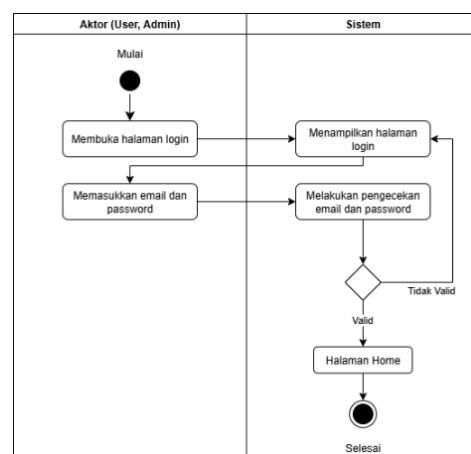 Aktor (User, Admin)
Sistem
Mulai
Membuka halaman login
Menampilkan halaman
login
Memasukkan email dan
password
Melakukan pengecekan
email dan password
Tidak Valid
Valid
Halaman Home
Selesai